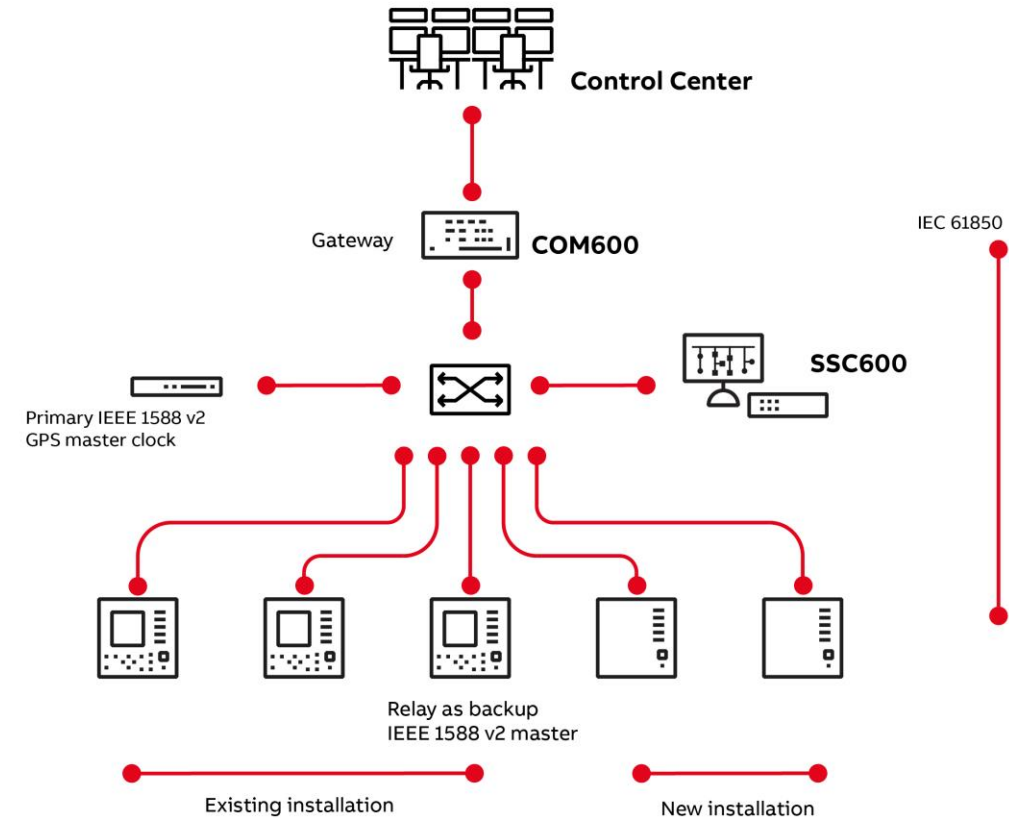 Control Center
Gateway
COM600
IEC 61850
SSC600
Primary IEEE 1588 v2
GPS master clock
Relay as backup
IEEE 1588 v2 master
Existing installation
New installation